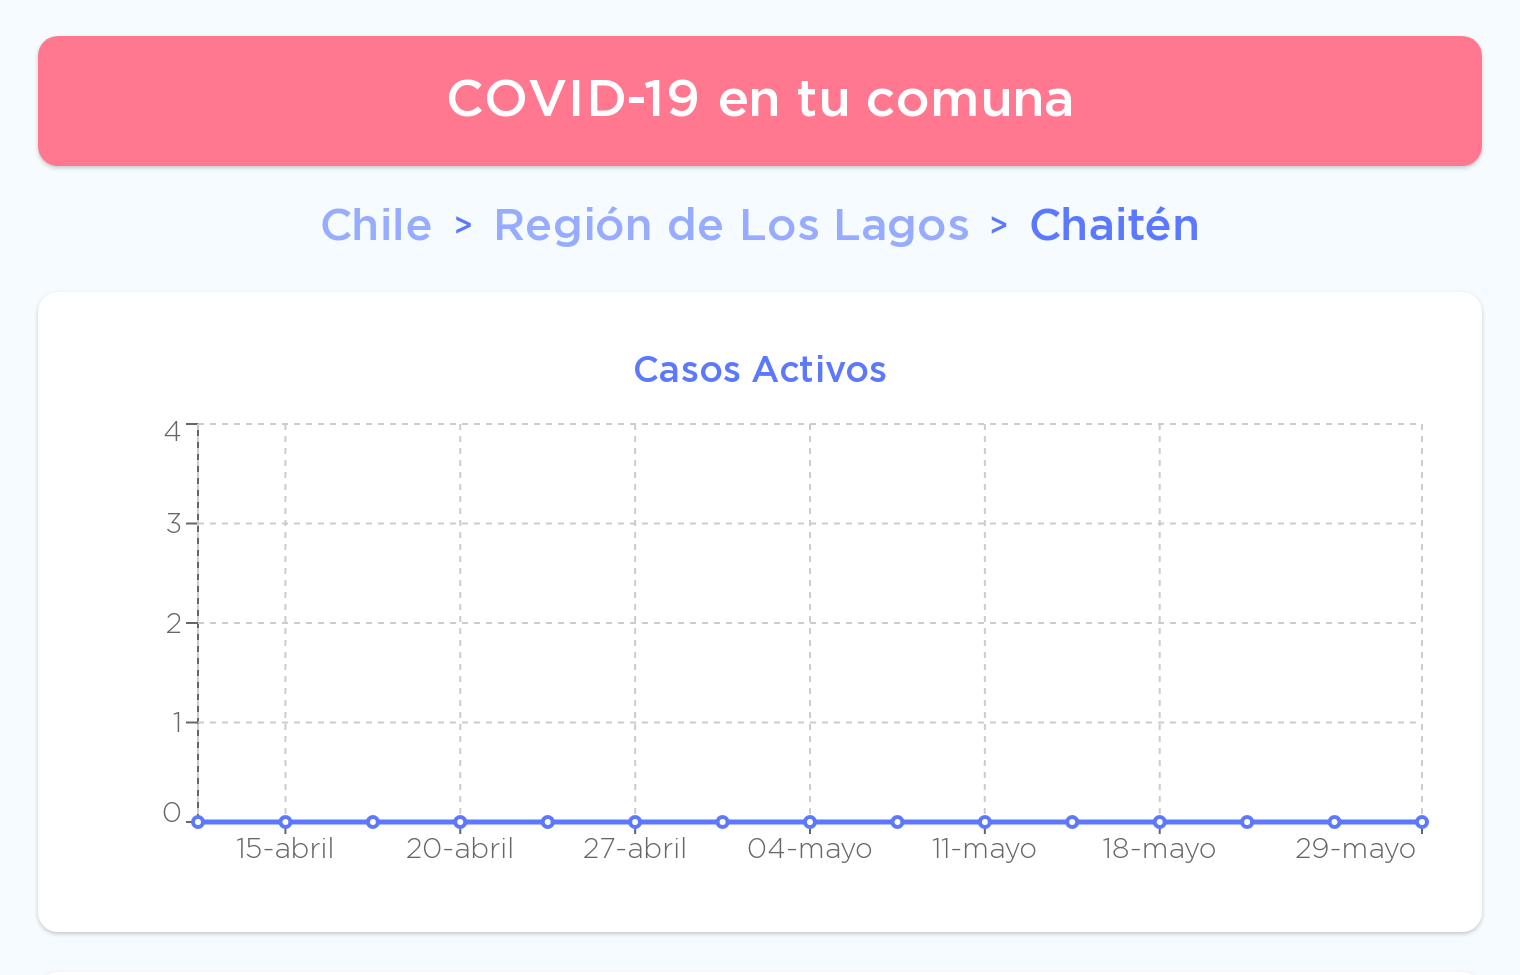 COVID-19 en tu comuna
Chile > Región de Los Lagos > Chaitén
Casos Activos
4
3
2
1
0
15-abril 20-abril 27-abril 04-mayo 11-mayo 18-mayo 29-mayo